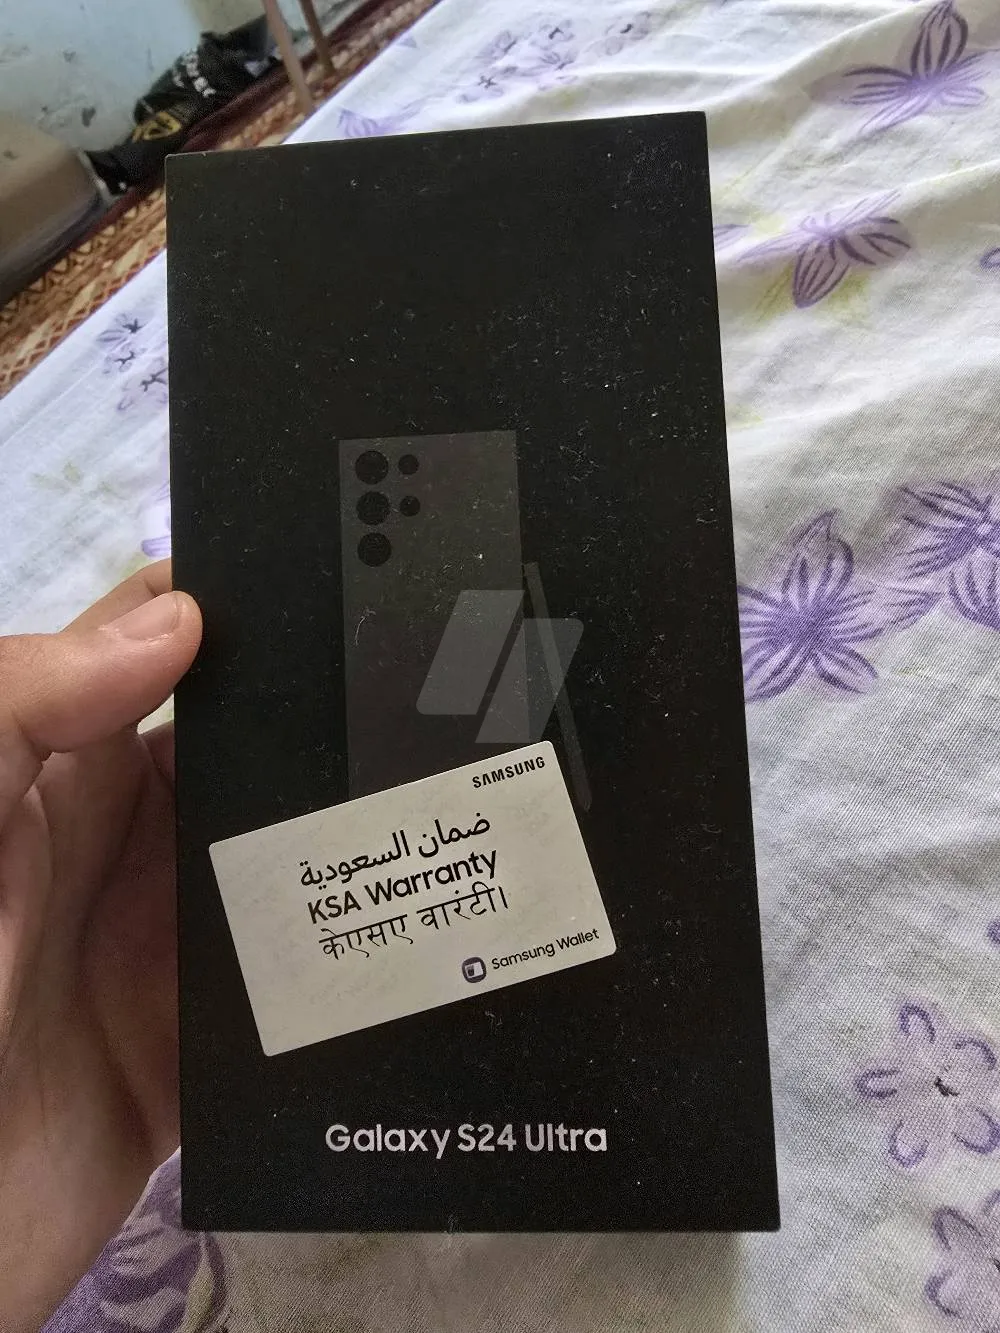 SAMSUNG
ضمان السعودية
KSA Warranty
केएसए वारंटी।
Samsung Wallet
Galaxy S24 Ultra